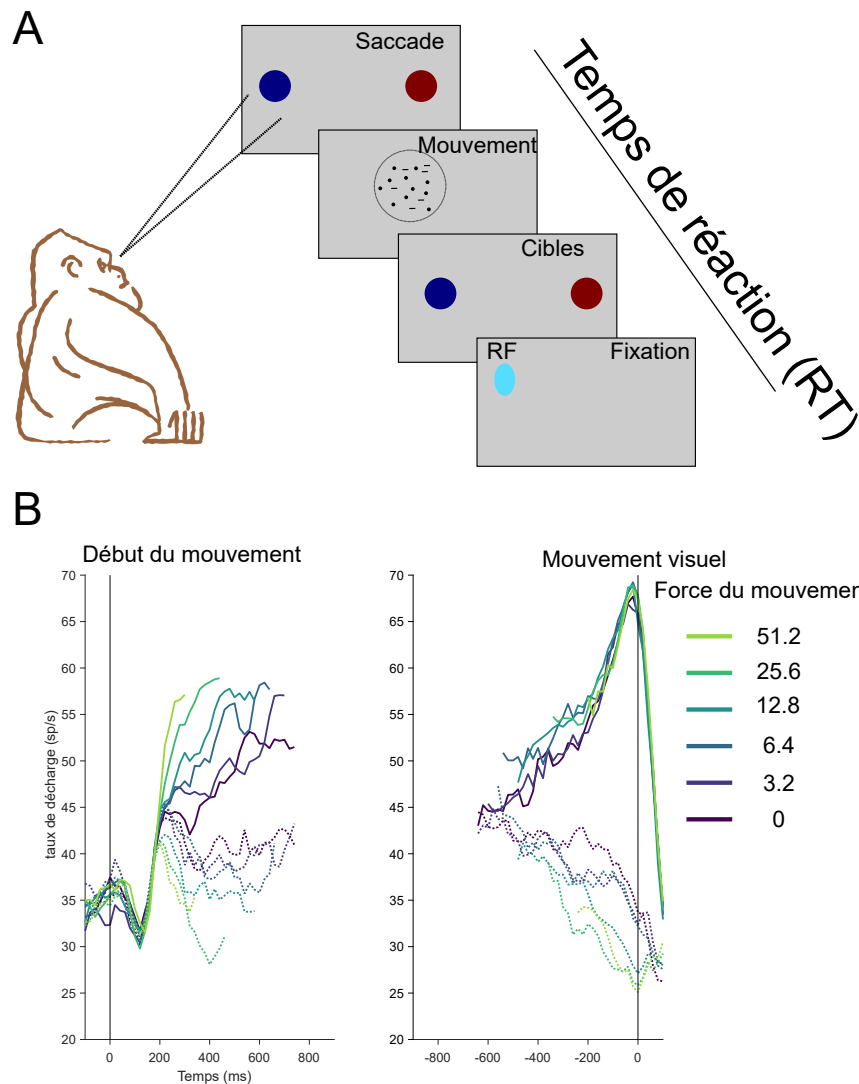 A
Saccade
Mouvement
Cibles
RF
Fixation
Temps de réaction (RT)
B
Début du mouvement
Mouvement visuel
Force du mouvemen
70
65
60
55
50
45
40
35
30
25
20
taux de décharge (sp/s)
0
200
400
600
800
Temps (ms)
70
65
60
55
50
45
40
35
30
25
20
-800
-600
-400
-200
0
51.2
25.6
12.8
6.4
3.2
0